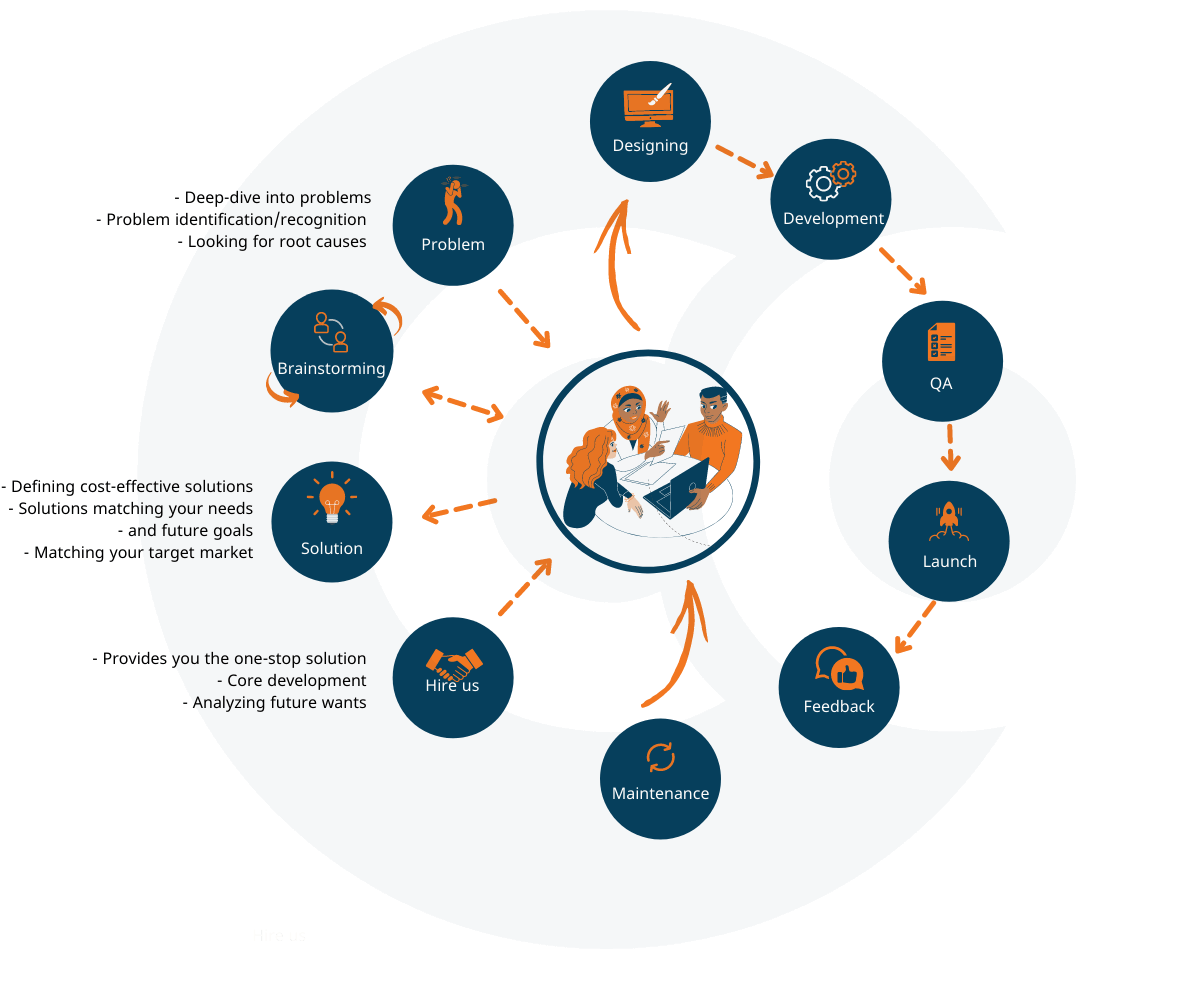 Designing
Development
- Deep-dive into problems
- Problem identification/recognition
- Looking for root causes
Problem
Brainstorming
QA
- Defining cost-effective solutions
- Solutions matching your needs
- and future goals
- Matching your target market
Solution
Launch
- Provides you the one-stop solution
- Core development
- Analyzing future wants
Hire us
Feedback
Maintenance